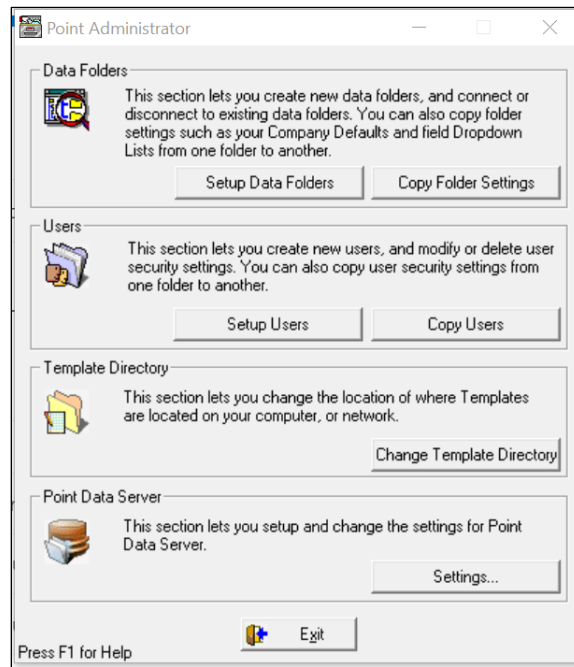 Point Administrator
Data Folders
This section lets you create new data folders, and connect or
disconnect to existing data folders. You can also copy folder
settings such as your Company Defaults and field Dropdown
Lists from one folder to another.
Setup Data Folders
Copy Folder Settings
Users
This section lets you create new users, and modify or delete user
security settings. You can also copy user security settings from
one folder to another.
Setup Users
Copy Users
Template Directory
This section lets you change the location of where Templates
are located on your computer, or network.
Change Template Directory
Point Data Server
This section lets you setup and change the settings for Point
Data Server.
Settings...
Exit
Press F1 for Help